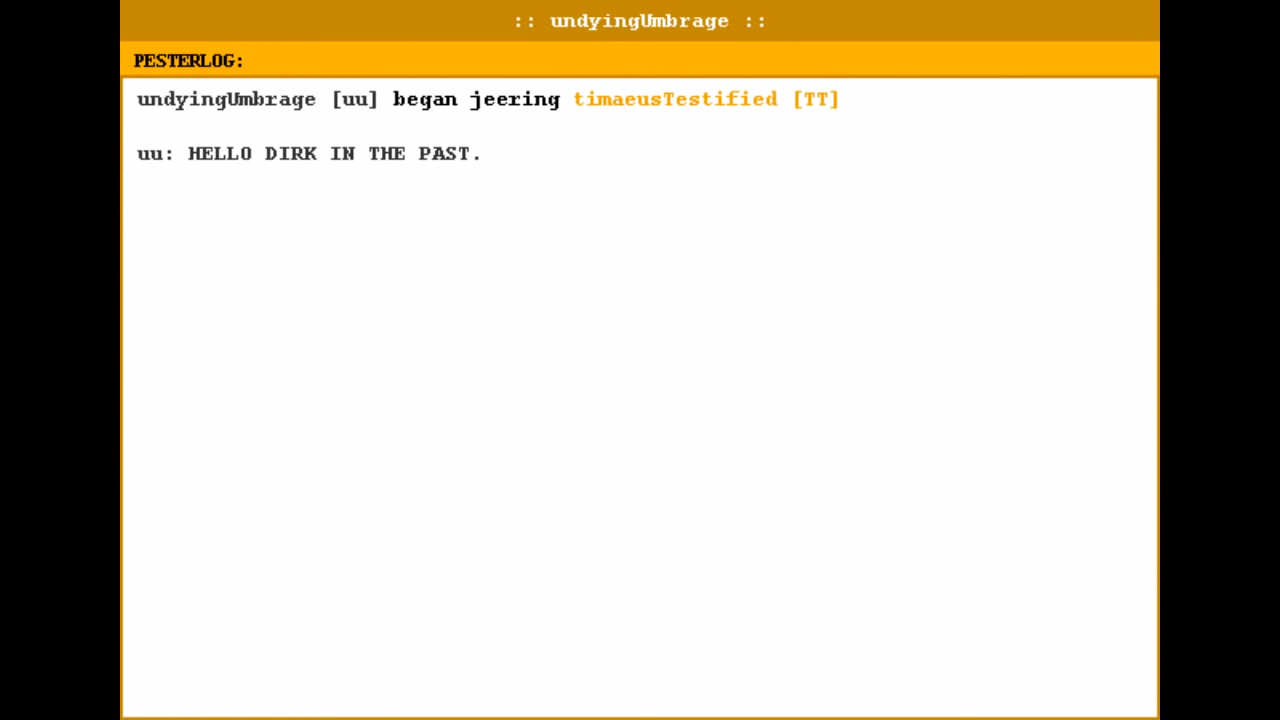 :: undyingUmbrage ::
PESTERLOG:
undyingUmbrage [uu] began jeering timaeusTestified [TT]
uu: HELLO DIRK IN THE PAST.